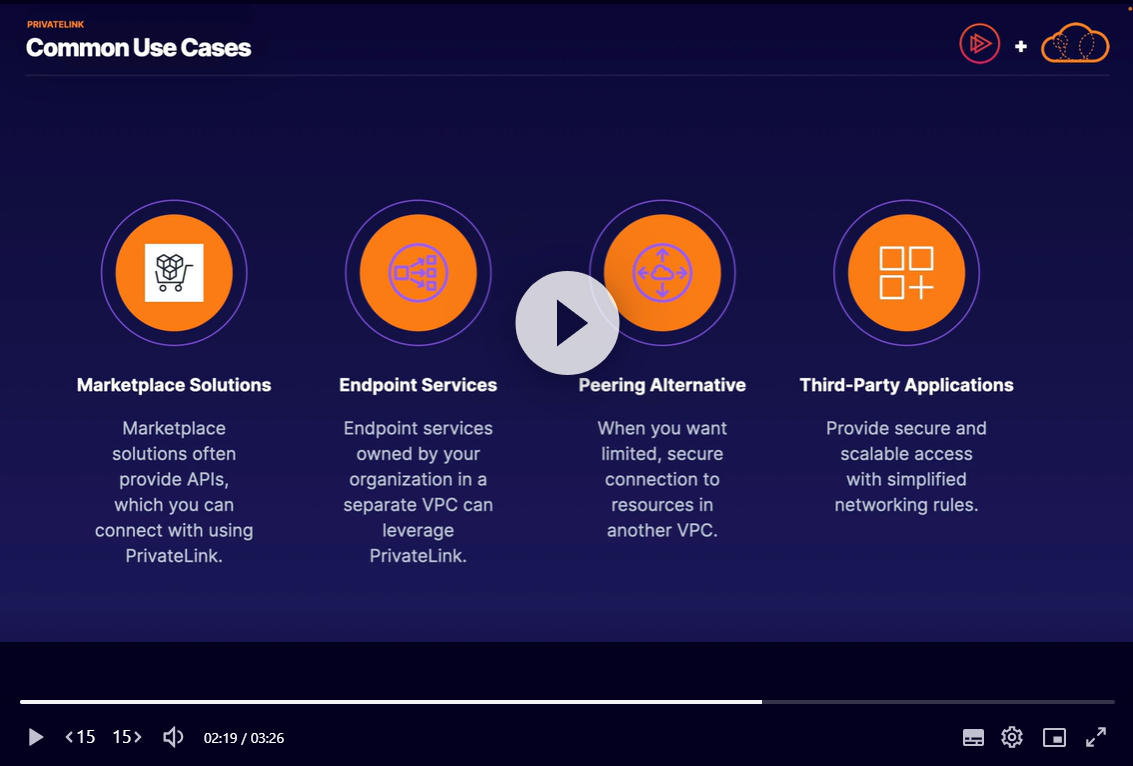 PRIVATELINK
Common Use Cases
Marketplace Solutions
Marketplace
solutions often
provide APIs,
which you can
connect with using
PrivateLink.
Endpoint Services
Endpoint services
owned by your
organization in a
separate VPC can
leverage
PrivateLink.
Peering Alternative
When you want
limited, secure
connection to
resources in
another VPC.
Third-Party Applications
Provide secure and
scalable access
with simplified
networking rules.
15 15 02:19 / 03:26